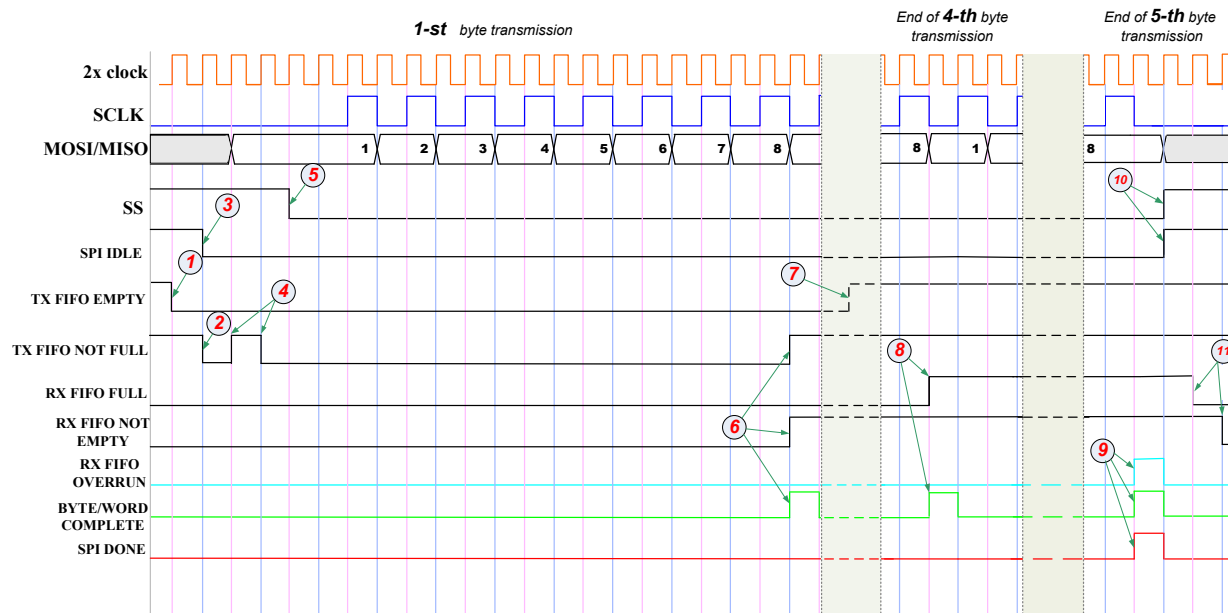 1-st byte transmission
End of 4-th byte
transmission
End of 5-th byte
transmission
2x clock
SCLK
MOSI/MISO
1 2 3 4 5 6 7 8 8 1 8
5
10
SS
3
SPI IDLE
1
7
TX FIFO EMPTY
4
2
TX FIFO NOT FULL
8
11
RX FIFO FULL
6
RX FIFO NOT
EMPTY
9
RX FIFO
OVERRUN
BYTE/WORD
COMPLETE
SPI DONE